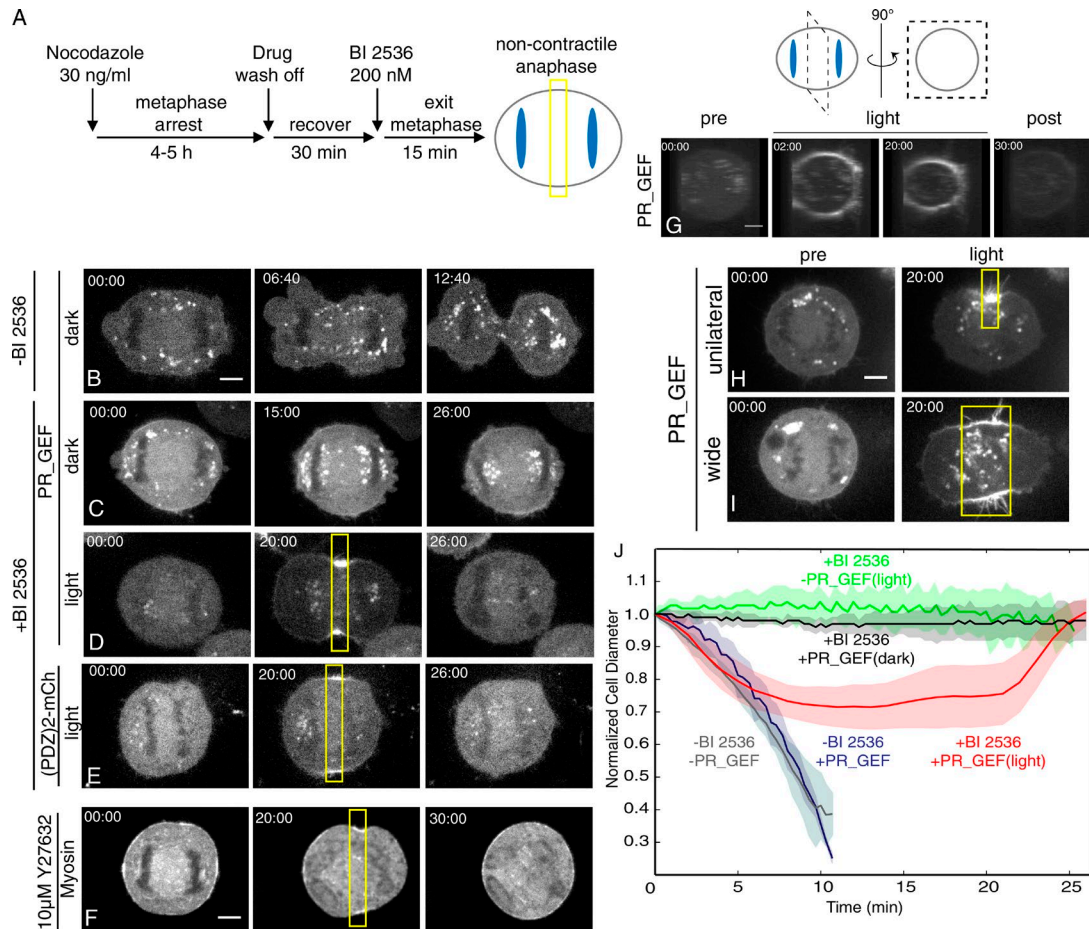 A
Nocodazole
30 ng/ml
Drug
wash off
BI 2536
200 nM
non-contractile
anaphase
metaphase
arrest
recover
exit
metaphase
4-5 h
30 min
15 min
90°
pre
light
post
PR_GEF
00:00
02:00
20:00
30:00
G
-BI 2536
dark
00:00
06:40
12:40
B
PR_GEF
+BI 2536
dark
00:00
15:00
26:00
C
light
00:00
20:00
26:00
D
(PDZ)2-mCh
light
00:00
20:00
26:00
E
10µM Y27632
Myosin
00:00
20:00
30:00
F
pre
light
PR_GEF
unilateral
00:00
20:00
H
wide
00:00
20:00
I
J
Normalized Cell Diameter
1.1
1.0
0.9
0.8
0.7
0.6
0.5
0.4
0.3
+BI 2536
-PR_GEF(light)
+BI 2536
+PR_GEF(dark)
-BI 2536
-PR_GEF
-BI 2536
+PR_GEF
+BI 2536
+PR_GEF(light)
0
5
10
15
20
25
Time (min)